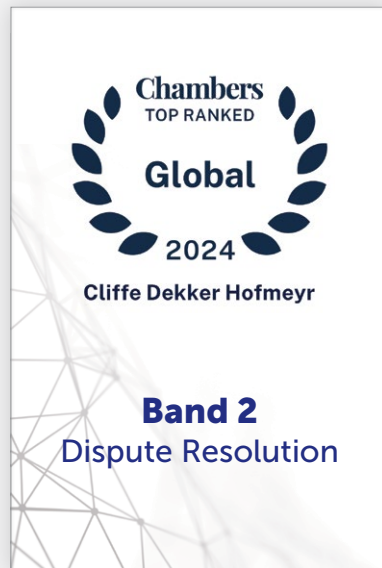 Chambers
TOP RANKED
Global
2024
Cliffe Dekker Hofmeyr
Band 2
Dispute Resolution